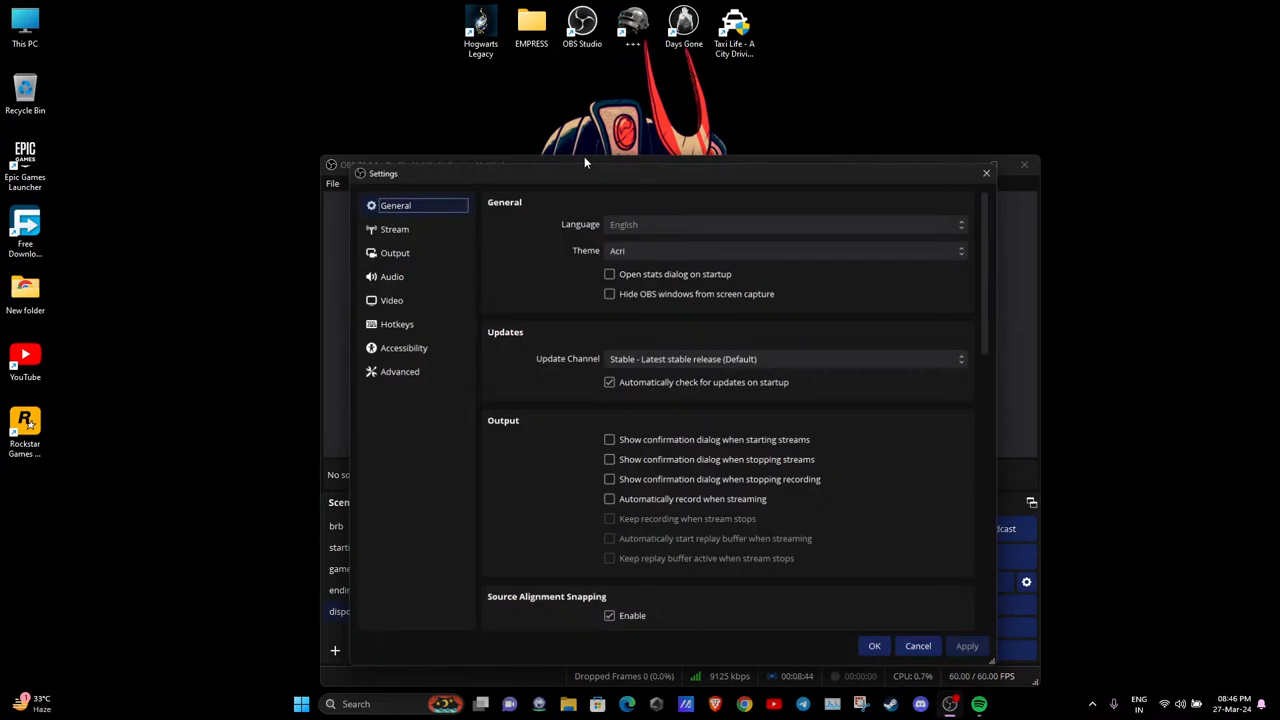 This PC
Hogwarts
Legacy
EMPRESS
OBS Studio
+++
Days Gone
Taxi Life - A
City Drivi...
Recycle Bin
EPIC
GAMES
Epic Games
Launcher
Free
Downlo...
New folder
YouTube
Rockstar
Games ...
File
Settings
General
Stream
Output
Audio
Video
Hotkeys
Accessibility
Advanced
General
Language English
Theme Acri
Open stats dialog on startup
Hide OBS windows from screen capture
Updates
Update Channel Stable - Latest stable release (Default)
Automatically check for updates on startup
Output
Show confirmation dialog when starting streams
Show confirmation dialog when stopping streams
Show confirmation dialog when stopping recording
Automatically record when streaming
Keep recording when stream stops
Automatically start replay buffer when streaming
Keep replay buffer active when stream stops
Source Alignment Snapping
Enable
OK Cancel Apply
No so
Scen
brb
starti
game
endin
dispo
dcast
Dropped Frames 0 (0.0%) 9125 kbps 00:08:44 00:00:00 CPU: 0.7% 60.00 / 60.00 FPS
33°C
Haze
Search
ENG
IN
08:46 PM
27-Mar-24